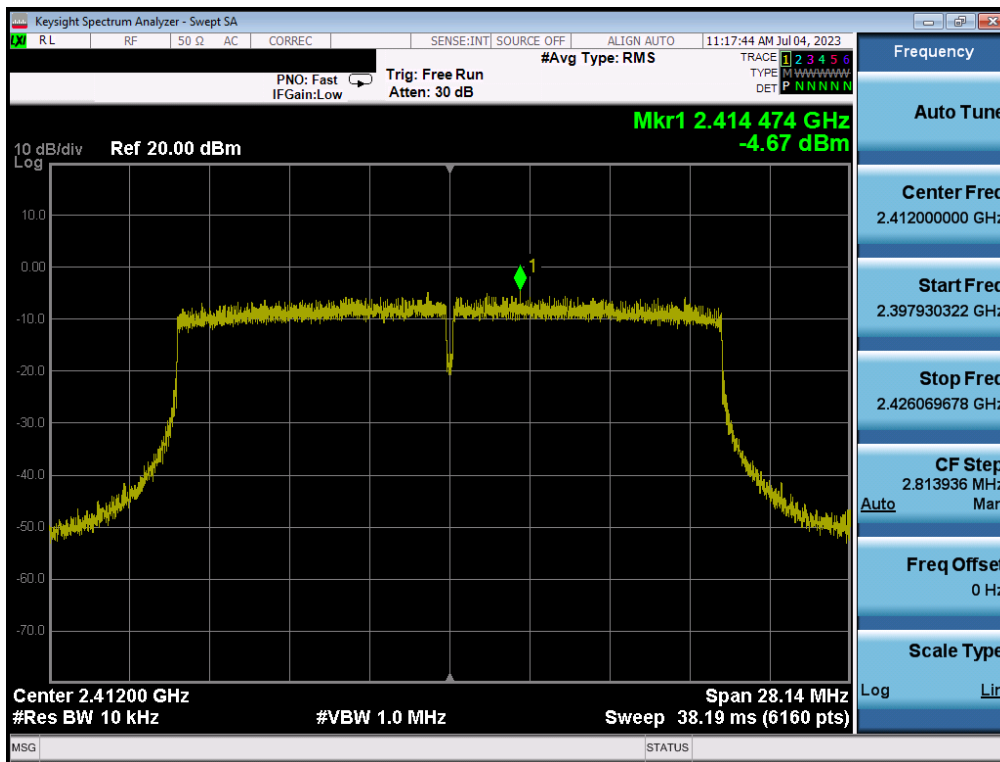 Keysight Spectrum Analyzer - Swept SA
LXI RL RF 50 Ω AC CORREC SENSE:INT SOURCE OFF ALIGN AUTO 11:17:44 AM Jul 04, 2023
#Avg Type: RMS
TRACE 1 2 3 4 5 6
PNO: Fast Trig: Free Run
TYPE M WWWWW
IFGain:Low Atten: 30 dB
DET P N N N N N
Mkr1 2.414 474 GHz
-4.67 dBm
10 dB/div Ref 20.00 dBm
Log
10.0
0.00
1
-10.0
-20.0
-30.0
-40.0
-50.0
-60.0
-70.0
Center 2.41200 GHz Span 28.14 MHz
#Res BW 10 kHz #VBW 1.0 MHz Sweep 38.19 ms (6160 pts)
MSG STATUS
Frequency
Auto Tune
Center Freq
2.412000000 GHz
Start Freq
2.397930322 GHz
Stop Freq
2.426069678 GHz
CF Step
2.813936 MHz
Auto Man
Freq Offset
0 Hz
Scale Type
Log Lin